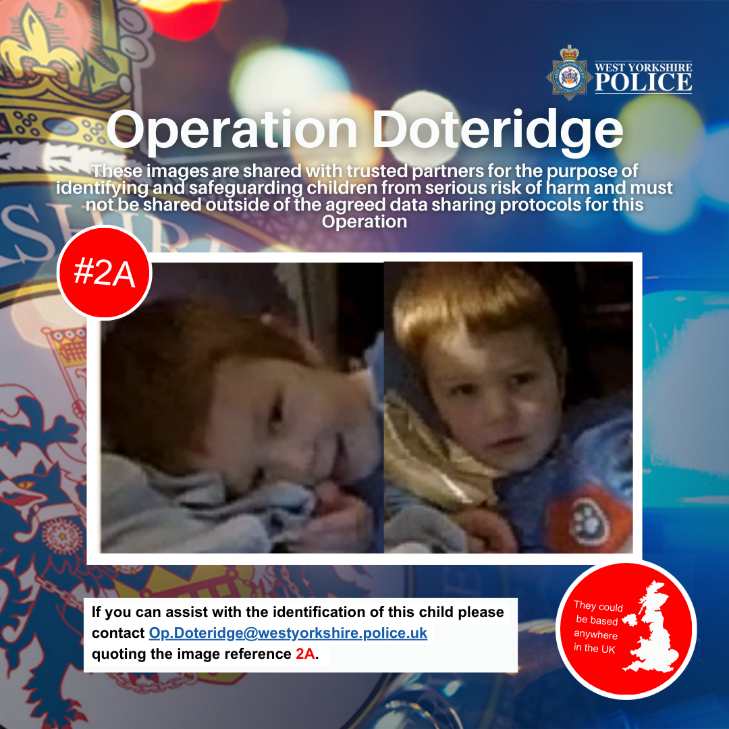 WEST YORKSHIRE
POLICE
Operation Doteridge
These images are shared with trusted partners for the purpose of
identifying and safeguarding children from serious risk of harm and must
not be shared outside of the agreed data sharing protocols for this
Operation
#2A
If you can assist with the identification of this child please
contact Op.Doteridge@westyorkshire.police.uk
quoting the image reference 2A.
They could
be based
anywhere
in the UK